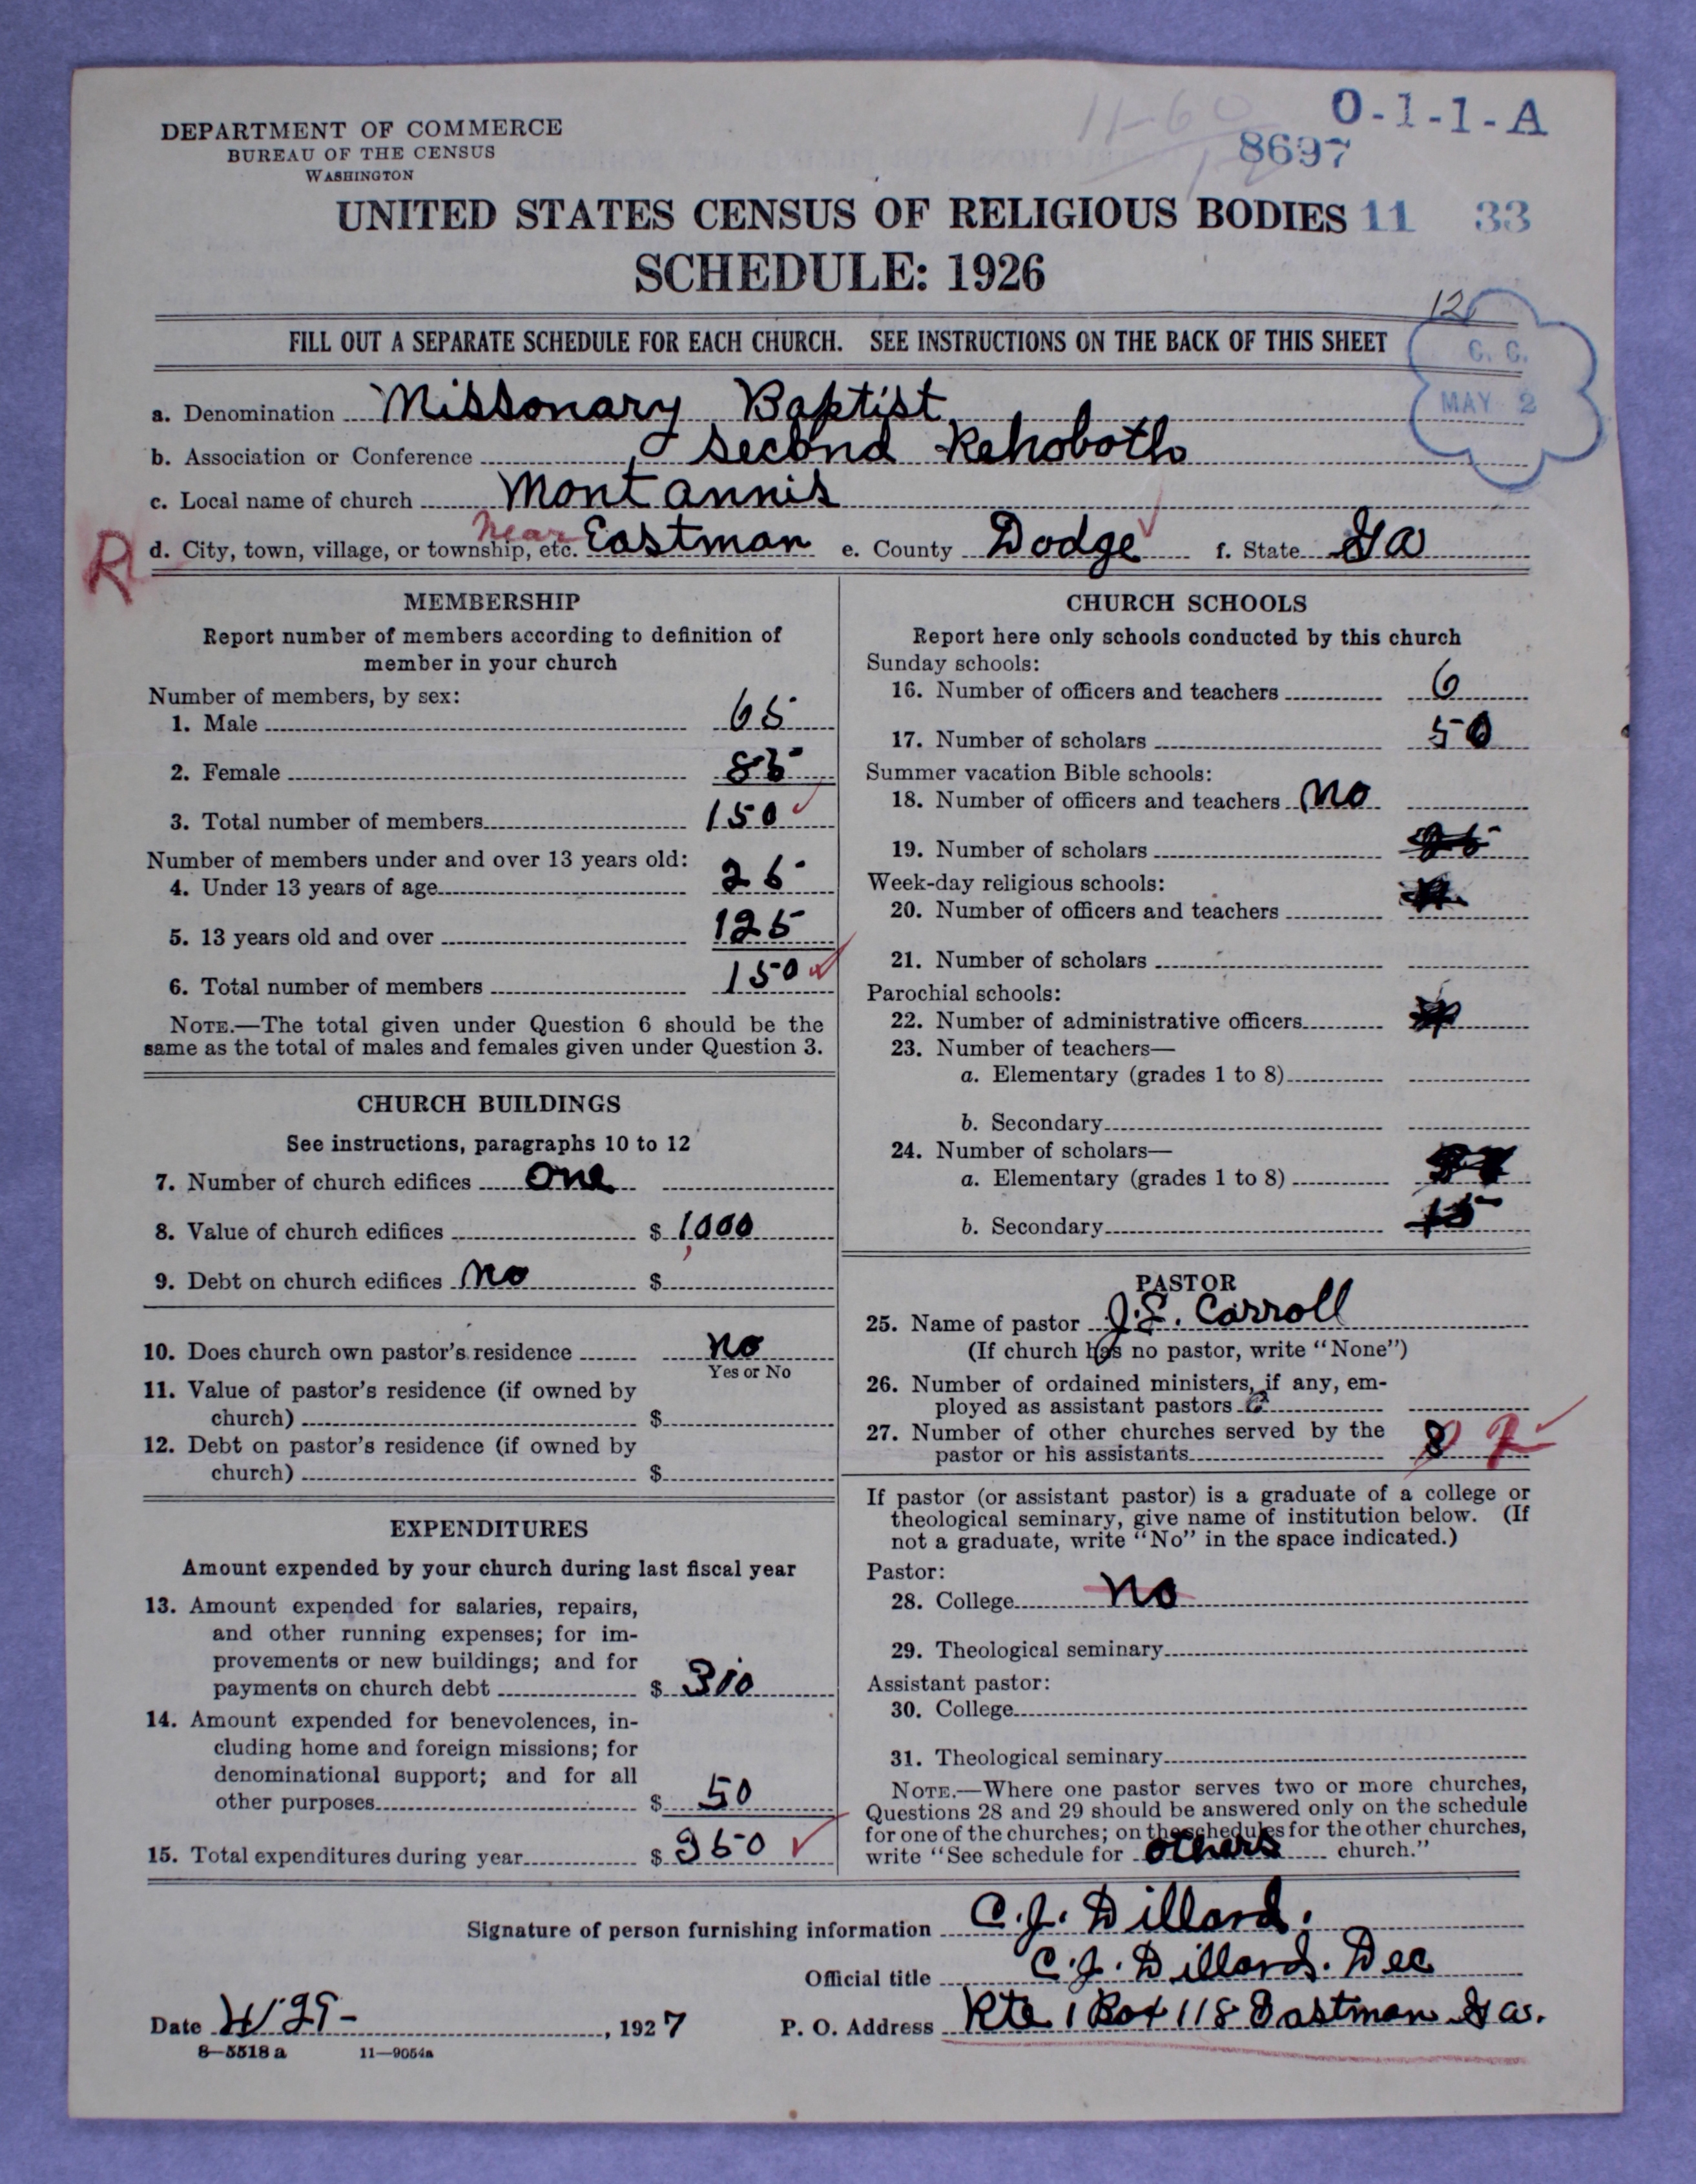 11-60
O-1-1-A
8697
DEPARTMENT OF COMMERCE
BUREAU OF THE CENSUS
WASHINGTON
UNITED STATES CENSUS OF RELIGIOUS BODIES 11 33
SCHEDULE: 1926
12
FILL OUT A SEPARATE SCHEDULE FOR EACH CHURCH. SEE INSTRUCTIONS ON THE BACK OF THIS SHEET
C. C.
MAY 2
a. Denomination Missonary Baptist
b. Association or Conference Second Rehoboth
c. Local name of church Mont annis
R d. City, town, village, or township, etc. near Eastman e. County Dodge f. State Ga
MEMBERSHIP
Report number of members according to definition of
member in your church
Number of members, by sex:
1. Male 65
2. Female 85
3. Total number of members 150
Number of members under and over 13 years old:
4. Under 13 years of age 25
5. 13 years old and over 125
6. Total number of members 150
NOTE.—The total given under Question 6 should be the
same as the total of males and females given under Question 3.
CHURCH BUILDINGS
See instructions, paragraphs 10 to 12
7. Number of church edifices one
8. Value of church edifices $ 1,000
9. Debt on church edifices no $
10. Does church own pastor's residence no
Yes or No
11. Value of pastor's residence (if owned by
church) $
12. Debt on pastor's residence (if owned by
church) $
EXPENDITURES
Amount expended by your church during last fiscal year
13. Amount expended for salaries, repairs,
and other running expenses; for im-
provements or new buildings; and for
payments on church debt $ 310
14. Amount expended for benevolences, in-
cluding home and foreign missions; for
denominational support; and for all
other purposes $ 50
15. Total expenditures during year $ 360
CHURCH SCHOOLS
Report here only schools conducted by this church
Sunday schools:
16. Number of officers and teachers 6
17. Number of scholars 50
Summer vacation Bible schools:
18. Number of officers and teachers no
19. Number of scholars
Week-day religious schools:
20. Number of officers and teachers
21. Number of scholars
Parochial schools:
22. Number of administrative officers
23. Number of teachers—
a. Elementary (grades 1 to 8)
b. Secondary
24. Number of scholars—
a. Elementary (grades 1 to 8)
b. Secondary 15
PASTOR
25. Name of pastor J. E. Carroll
(If church has no pastor, write "None")
26. Number of ordained ministers, if any, em-
ployed as assistant pastors
27. Number of other churches served by the
pastor or his assistants 8
If pastor (or assistant pastor) is a graduate of a college or
theological seminary, give name of institution below. (If
not a graduate, write "No" in the space indicated.)
Pastor:
28. College no
29. Theological seminary
Assistant pastor:
30. College
31. Theological seminary
NOTE.—Where one pastor serves two or more churches,
Questions 28 and 29 should be answered only on the schedule
for one of the churches; on the schedules for the other churches,
write "See schedule for others church."
Signature of person furnishing information C. J. Dillard.
Official title C. J. Dillard. Dec
Date 4/29- , 1927 P. O. Address Rte 1 Box 118 Eastman Ga.
8—5518 a 11—9054a